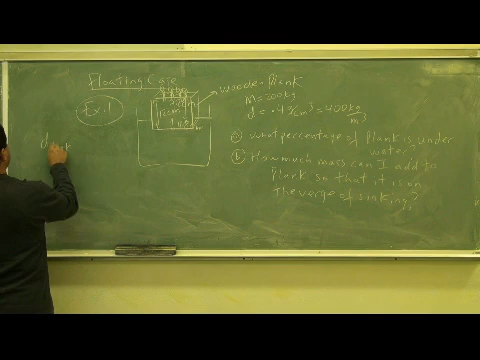 Floating Case
Ex.1
wooden Plank
M = 200 kg
d = .4 g/cm³ = 400 kg/m³
a) What percentage of Plank is under
water?
b) How much mass can I add to
Plank so that it is on
the verge of sinking?
d